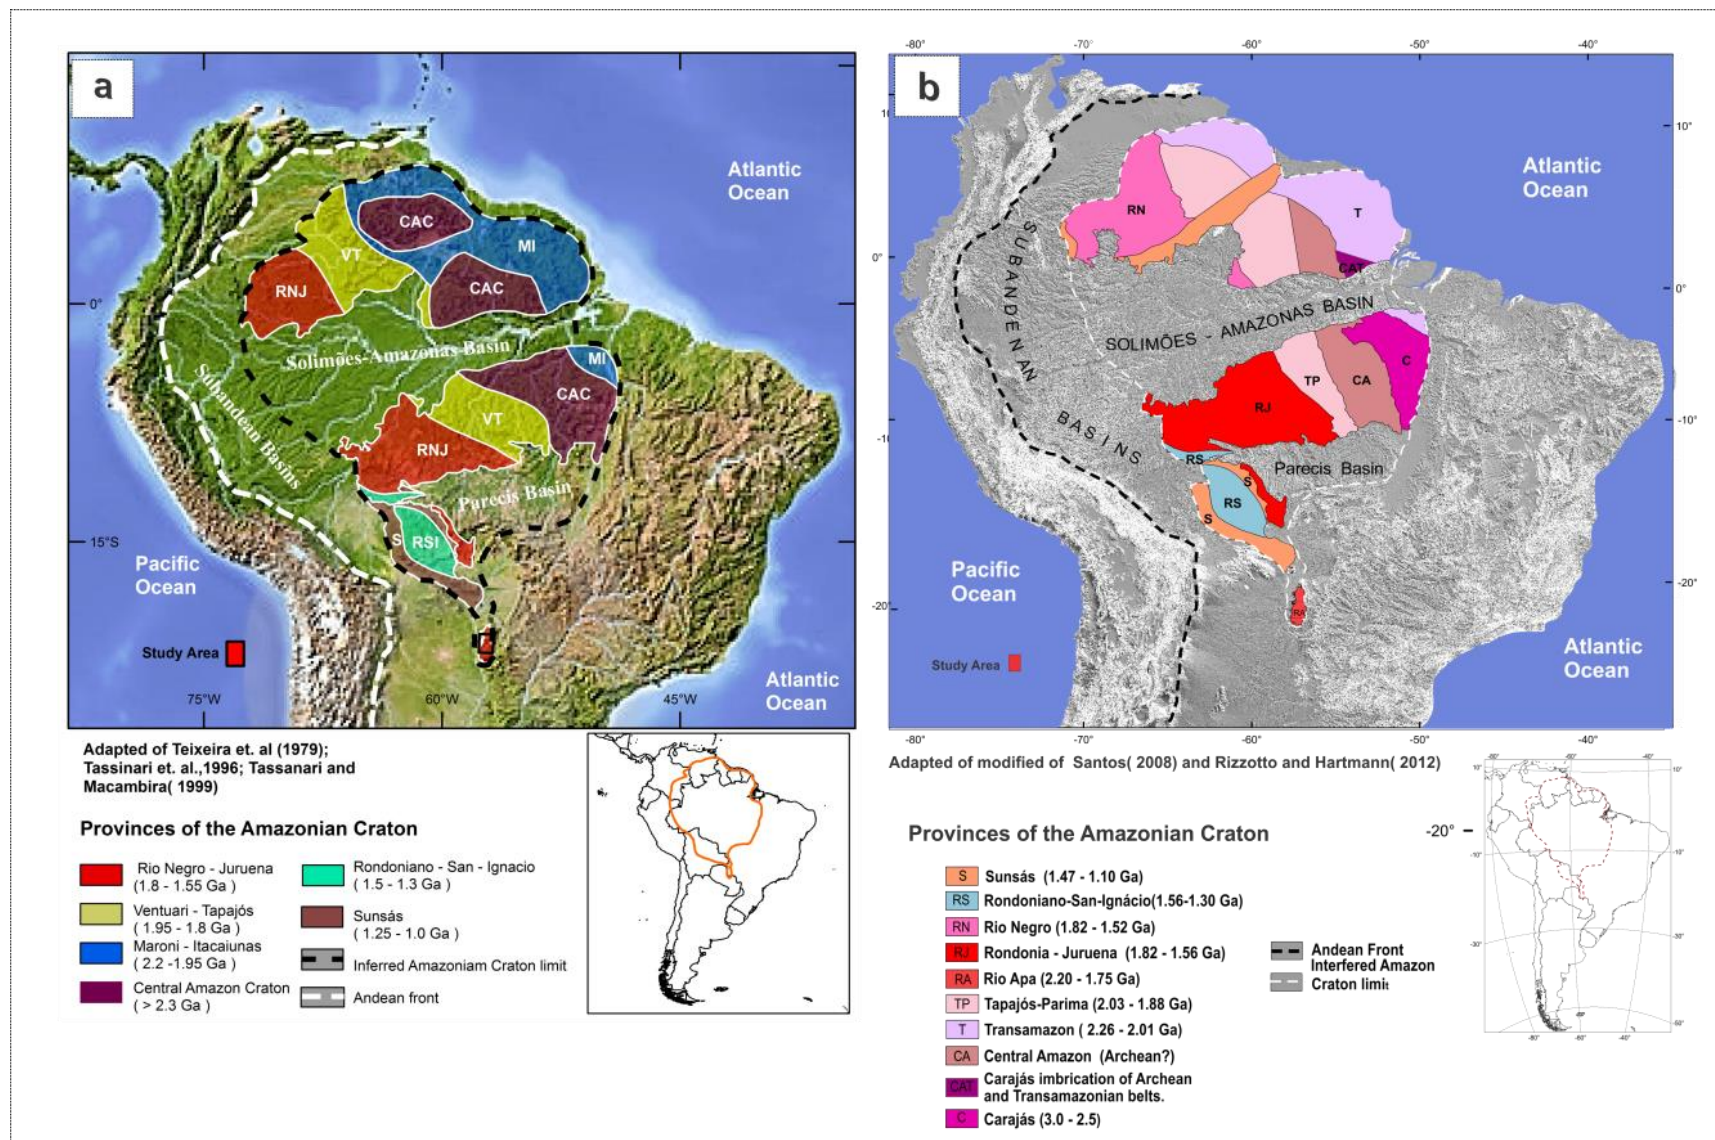 a
Atlantic
Ocean
CAC
MI
VT
CAC
RNJ
0°
Solimões-Amazonas Basin
MI
Subandean Basins
CAC
VT
RNJ
Parecis Basin
15°S
S
RSI
Pacific
Ocean
Study Area
Atlantic
Ocean
75°W
60°W
45°W
Adapted of Teixeira et. al (1979);
Tassinari et. al.,1996; Tassanari and
Macambira( 1999)
Provinces of the Amazonian Craton
Rio Negro - Juruena
(1.8 - 1.55 Ga )
Ventuari - Tapajós
( 1.95 - 1.8 Ga )
Maroni - Itacaiunas
( 2.2 -1.95 Ga )
Central Amazon Craton
( > 2.3 Ga )
Rondoniano - San - Ignacio
( 1.5 - 1.3 Ga )
Sunsás
( 1.25 - 1.0 Ga )
Inferred Amazoniam Craton limit
Andean front
-80°
-70°
-60°
-50°
-40°
b
10°
Atlantic
Ocean
RN
T
SUBANDENAN
0°
CAT
0°
SOLIMÕES - AMAZONAS BASIN
C
TP
CA
RJ
-10°
BASINS
RS
Parecis Basin
S
RS
S
Pacific
Ocean
-20°
-20°
RA
Study Area
Atlantic
Ocean
-80°
-70°
-60°
-50°
-40°
Adapted of modified of Santos( 2008) and Rizzotto and Hartmann( 2012)
Provinces of the Amazonian Craton
-20°
S Sunsás (1.47 - 1.10 Ga)
RS Rondoniano-San-Ignácio(1.56-1.30 Ga)
RN Rio Negro (1.82 - 1.52 Ga)
RJ Rondonia - Juruena (1.82 - 1.56 Ga)
RA Rio Apa (2.20 - 1.75 Ga)
TP Tapajós-Parima (2.03 - 1.88 Ga)
T Transamazon ( 2.26 - 2.01 Ga)
CA Central Amazon (Archean?)
CAT Carajás imbrication of Archean
and Transamazonian belts.
C Carajás (3.0 - 2.5)
Andean Front
Interfered Amazon
Craton limit